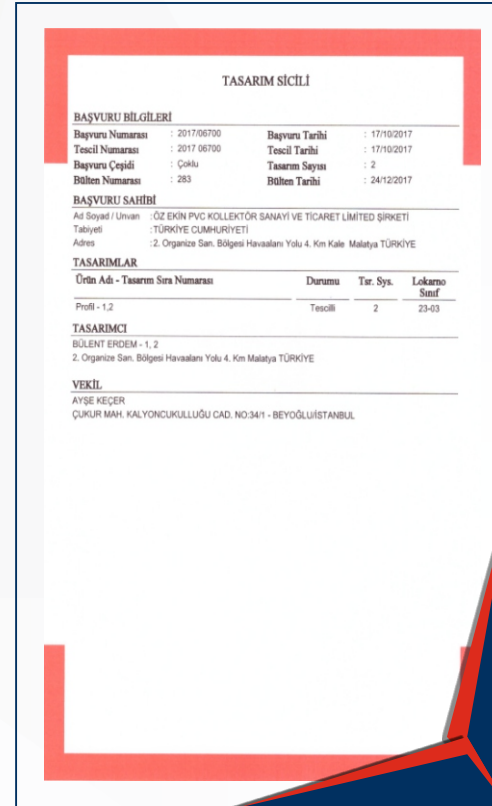 TASARIM SİCİLİ
BAŞVURU BİLGİLERİ
Başvuru Numarası : 2017/06700 Başvuru Tarihi : 17/10/2017
Tescil Numarası : 2017 06700 Tescil Tarihi : 17/10/2017
Başvuru Çeşidi : Çoklu Tasarım Sayısı : 2
Bülten Numarası : 283 Bülten Tarihi : 24/12/2017
BAŞVURU SAHİBİ
Ad Soyad / Unvan : ÖZ EKİN PVC KOLLEKTÖR SANAYİ VE TİCARET LİMİTED ŞİRKETİ
Tabiyeti : TÜRKİYE CUMHURİYETİ
Adres : 2. Organize San. Bölgesi Havaalanı Yolu 4. Km Kale Malatya TÜRKİYE
TASARIMLAR
Ürün Adı - Tasarım Sıra Numarası Durumu Tsr. Sys. Lokarno
Sınıf
Profil - 1,2 Tescilli 2 23-03
TASARIMCI
BÜLENT ERDEM - 1, 2
2. Organize San. Bölgesi Havaalanı Yolu 4. Km Malatya TÜRKİYE
VEKİL
AYŞE KEÇER
ÇUKUR MAH. KALYONCUKULLUĞU CAD. NO:34/1 - BEYOĞLU/İSTANBUL